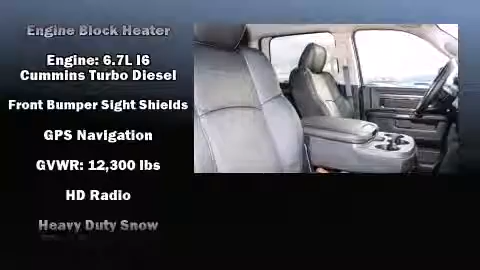 Engine Block Heater
Engine: 6.7L I6
Cummins Turbo Diesel
Front Bumper Sight Shields
GPS Navigation
GVWR: 12,300 lbs
HD Radio
Heavy Duty Snow